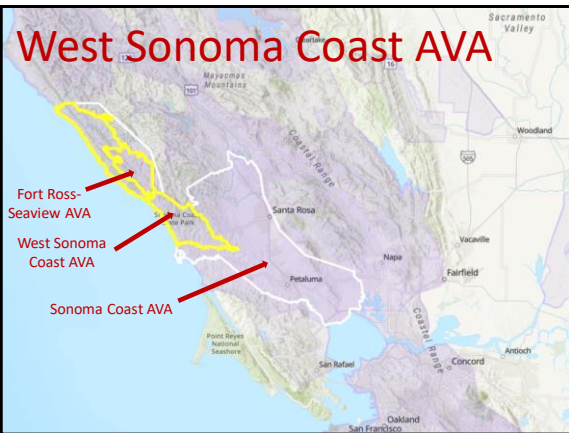 West Sonoma Coast AVA
Sacramento
Valley
Mayacmas
Mountains
101
16
Coastal Range
Woodland
505
Fort Ross-
Seaview AVA
Santa Rosa
West Sonoma
Coast AVA
Vacaville
Napa
Fairfield
Petaluma
Sonoma Coast AVA
Coastal Range
Point Reyes
National
Seashore
San Rafael
Concord
Antioch
Oakland
San Francisco